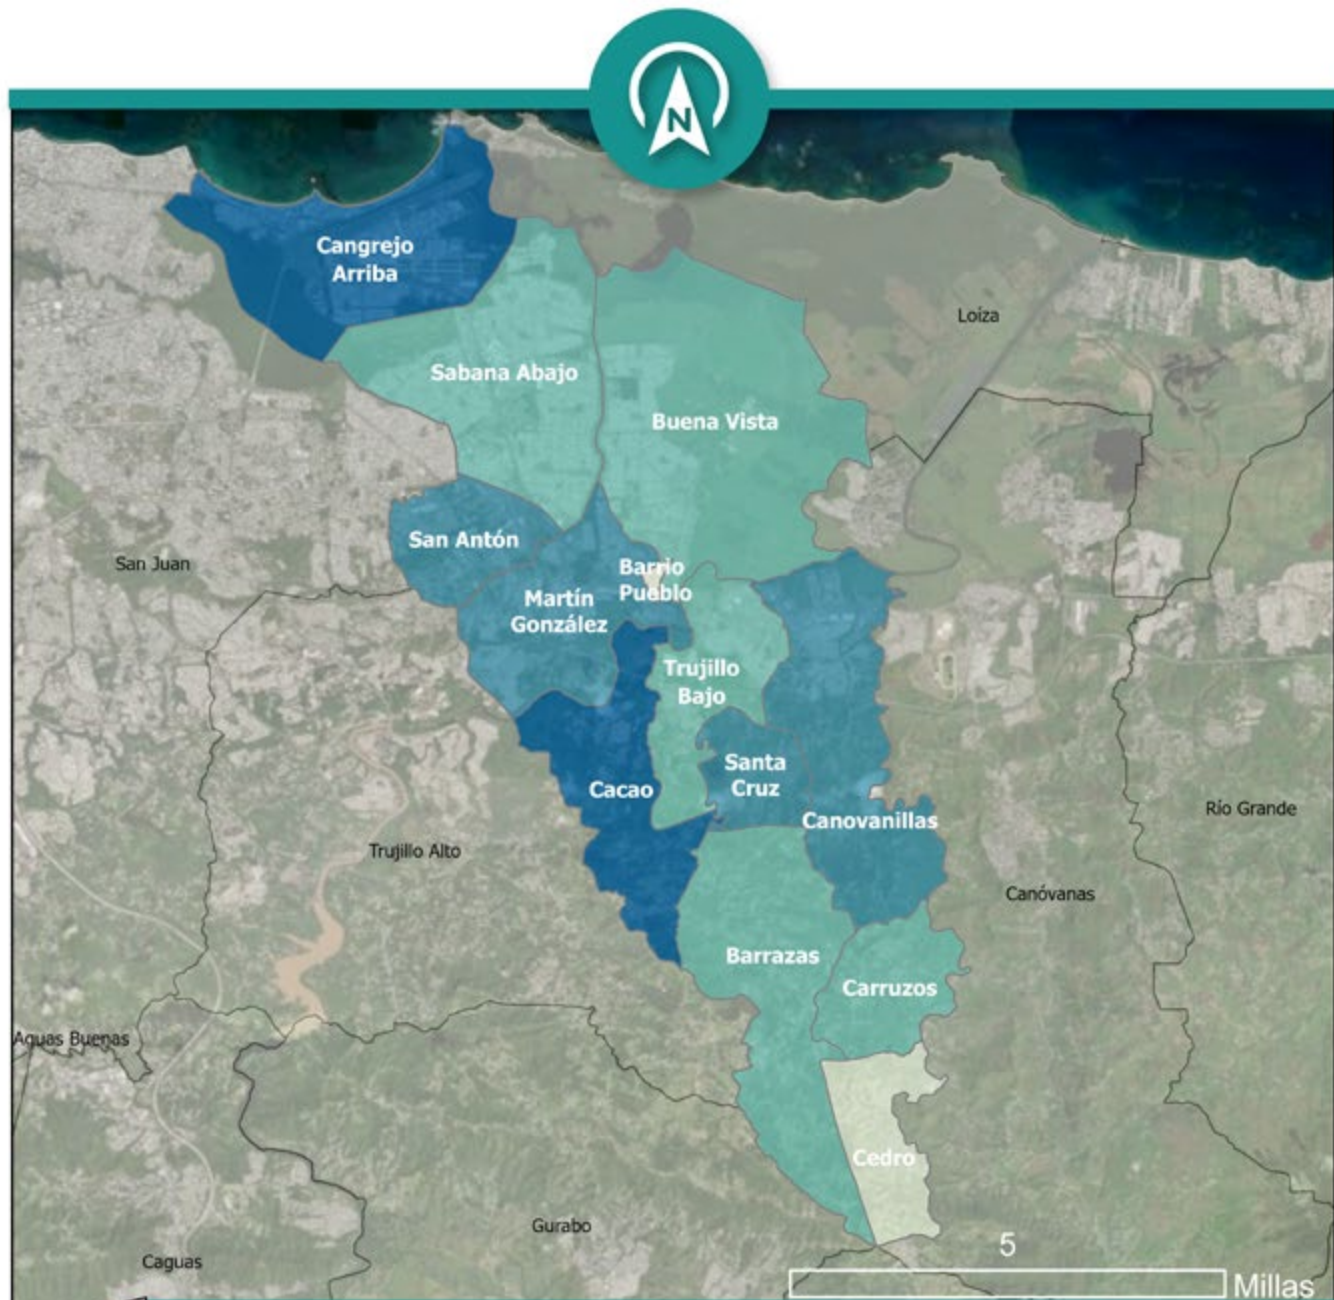 N
Cangrejo
Arriba
Loíza
Sabana Abajo
Buena Vista
San Antón
San Juan
Barrio
Pueblo
Martín
González
Trujillo
Bajo
Santa
Cruz
Cacao
Canovanillas
Río Grande
Trujillo Alto
Canóvanas
Barrazas
Carruzos
Aguas Buenas
Cedro
Gurabo
5
Caguas
Millas